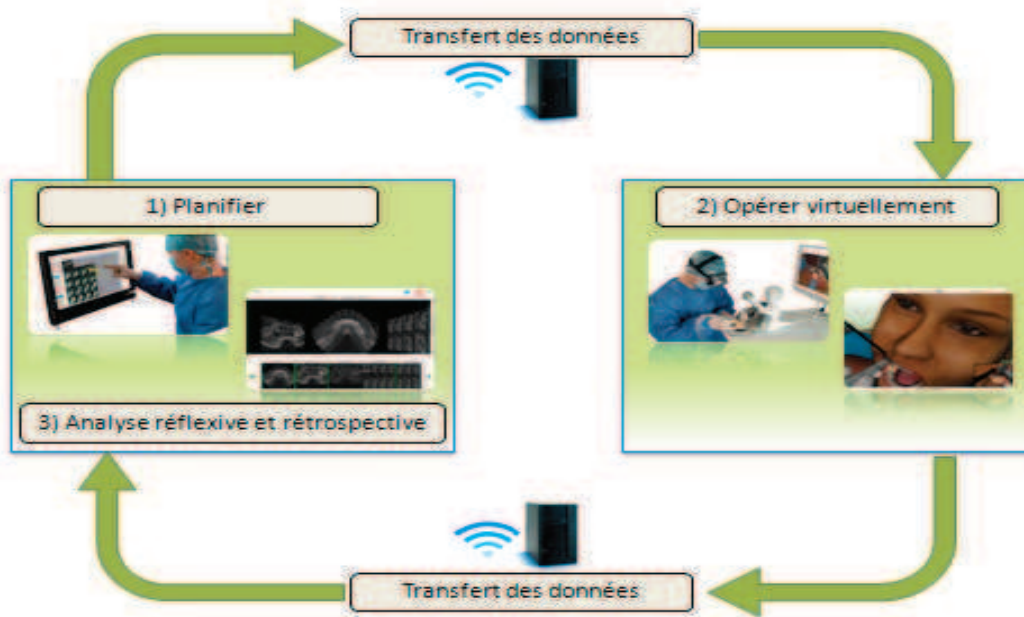 Transfert des données
1) Planifier
2) Opérer virtuellement
3) Analyse réflexive et rétrospective
Transfert des données